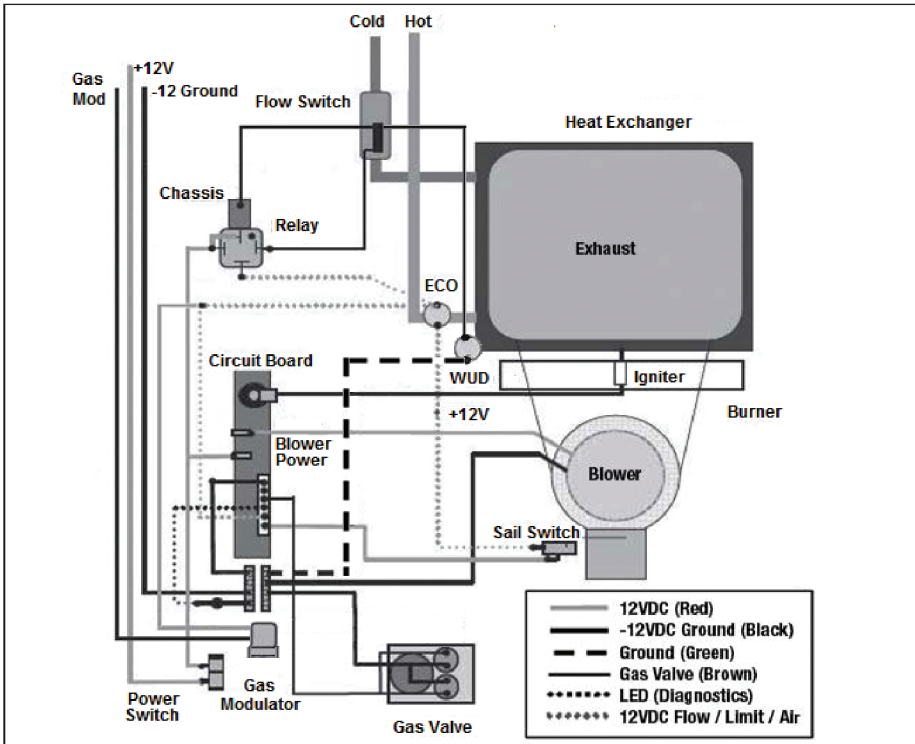 Cold Hot
+12V
Gas
Mod
-12 Ground
Flow Switch
Heat Exchanger
Chassis
Relay
Exhaust
ECO
Circuit Board
WUD
Igniter
+12V
Burner
Blower
Power
Blower
Sail Switch
12VDC (Red)
-12VDC Ground (Black)
Ground (Green)
Gas Valve (Brown)
LED (Diagnostics)
12VDC Flow / Limit / Air
Power
Switch
Gas
Modulator
Gas Valve